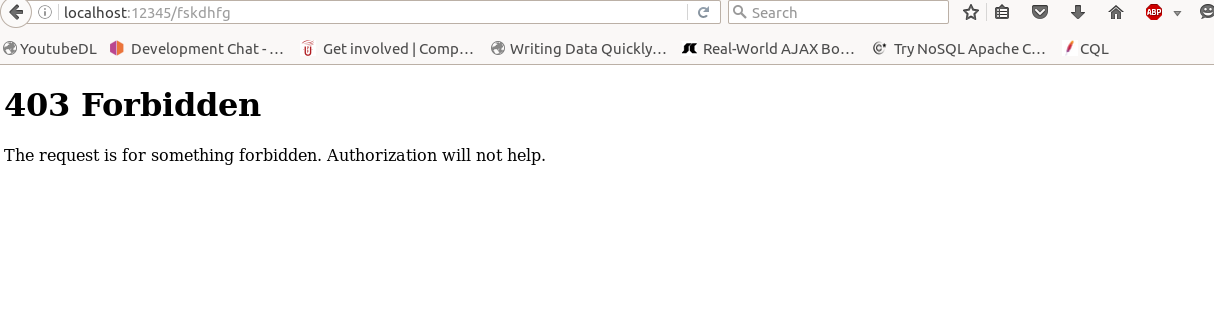 localhost:12345/fskdhfg Search
ABP
YoutubeDL Development Chat - ... Get involved | Comp... Writing Data Quickly... Real-World AJAX Bo... Try NoSQL Apache C... CQL
403 Forbidden
The request is for something forbidden. Authorization will not help.